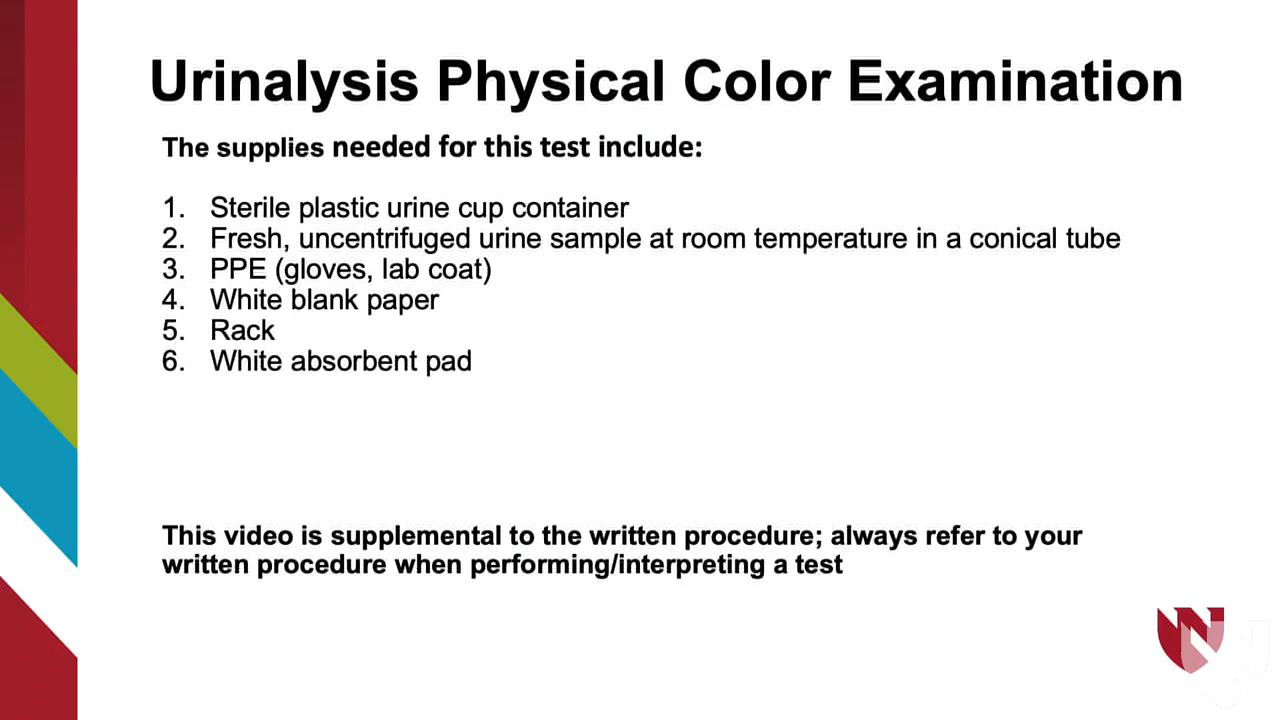 Urinalysis Physical Color Examination
The supplies needed for this test include:
1. Sterile plastic urine cup container
2. Fresh, uncentrifuged urine sample at room temperature in a conical tube
3. PPE (gloves, lab coat)
4. White blank paper
5. Rack
6. White absorbent pad
This video is supplemental to the written procedure; always refer to your
written procedure when performing/interpreting a test
N